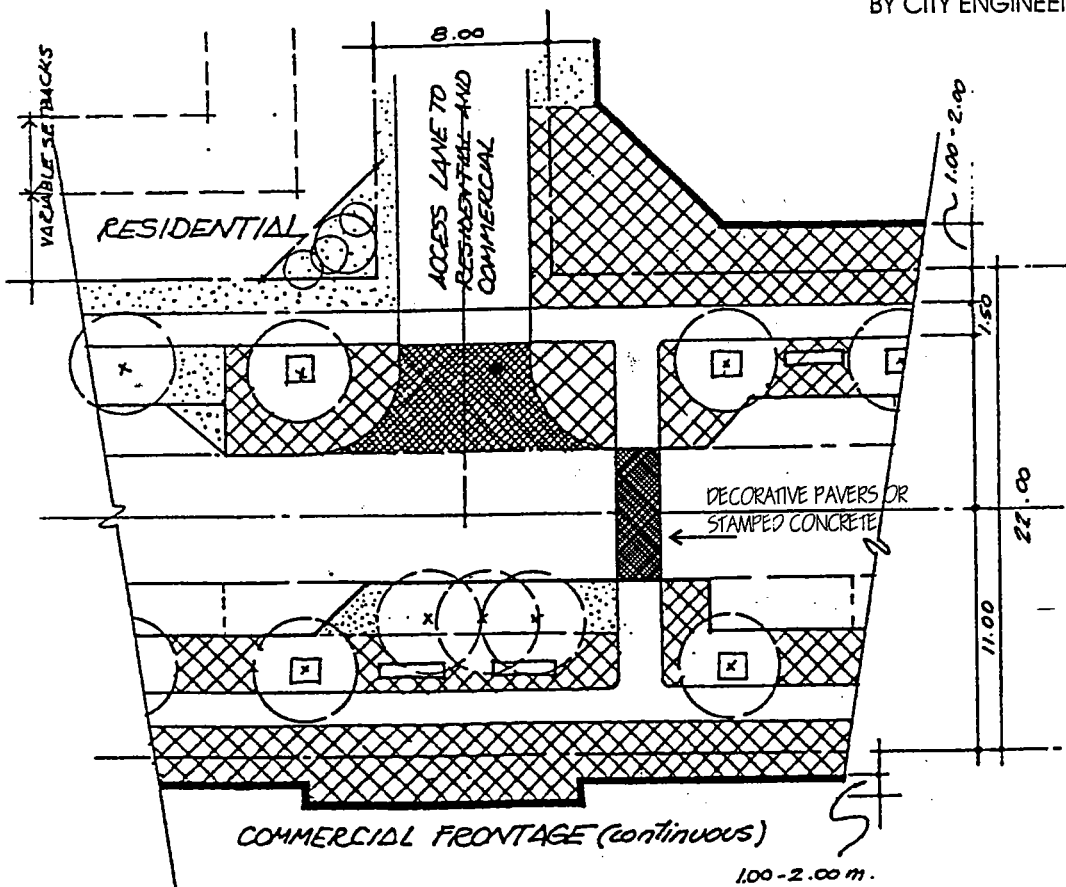 BY CITY ENGINEE
8.00
VARIABLE SETBACKS
ACCESS LANE TO
RESIDENTIAL AND
COMMERCIAL
1.00-2.00
RESIDENTIAL
1.50
DECORATIVE PAVERS OR
STAMPED CONCRETE
22.00
11.00
COMMERCIAL FRONTAGE (continuous)
1.00-2.00 m.